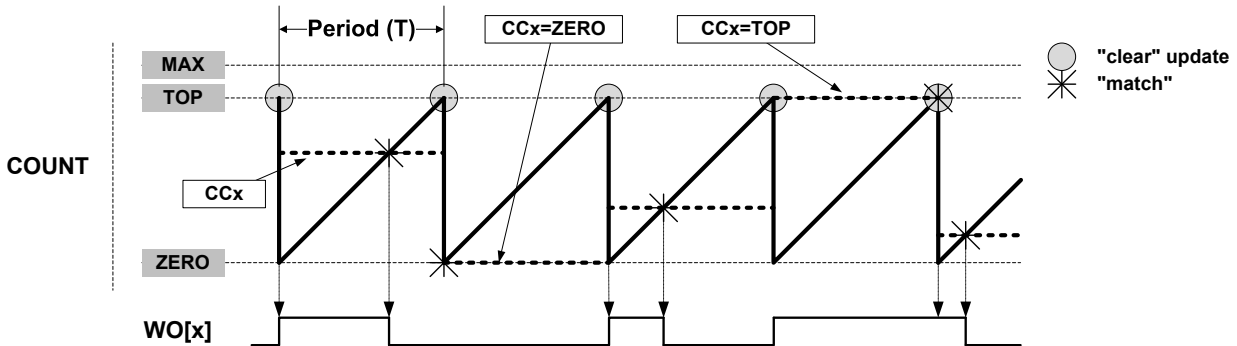 Period (T)
CCx=ZERO
CCx=TOP
"clear" update
"match"
MAX
TOP
COUNT
CCx
ZERO
WO[x]